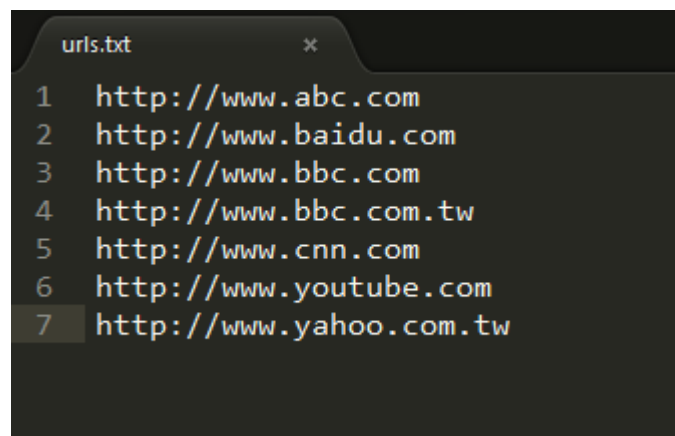 urls.txt ×
1 http://www.abc.com
2 http://www.baidu.com
3 http://www.bbc.com
4 http://www.bbc.com.tw
5 http://www.cnn.com
6 http://www.youtube.com
7 http://www.yahoo.com.tw